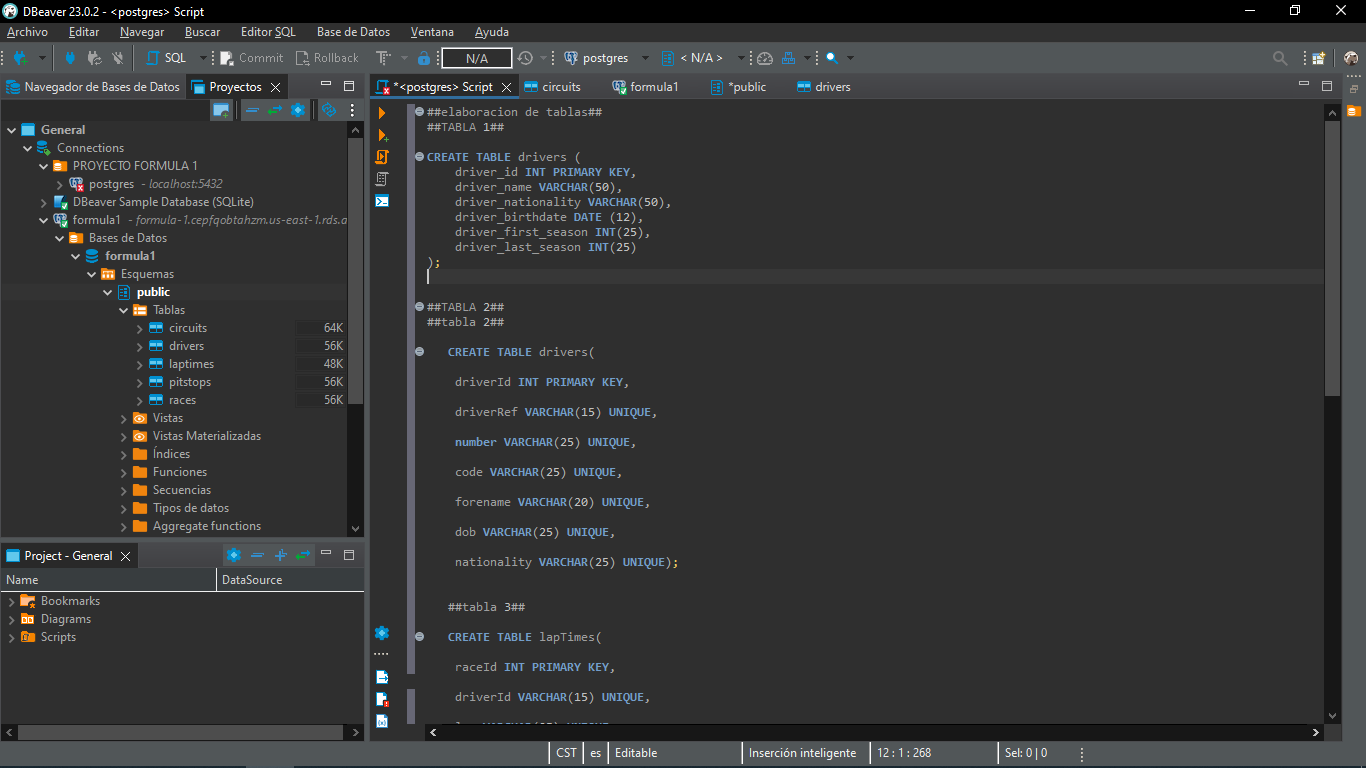 DBeaver 23.0.2 - <postgres> Script
Archivo Editar Navegar Buscar Editor SQL Base de Datos Ventana Ayuda
SQL Commit Rollback N/A postgres < N/A >
Navegador de Bases de Datos Proyectos
*<postgres> Script circuits formula1 *public drivers
General
Connections
PROYECTO FORMULA 1
postgres - localhost:5432
DBeaver Sample Database (SQLite)
formula1 - formula-1.cepfqobtahzm.us-east-1.rds.a
Bases de Datos
formula1
Esquemas
public
Tablas
circuits 64K
drivers 56K
laptimes 48K
pitstops 56K
races 56K
Vistas
Vistas Materializadas
Índices
Funciones
Secuencias
Tipos de datos
Aggregate functions
Project - General
Name DataSource
Bookmarks
Diagrams
Scripts
##elaboracion de tablas##
##TABLA 1##
CREATE TABLE drivers (
driver_id INT PRIMARY KEY,
driver_name VARCHAR(50),
driver_nationality VARCHAR(50),
driver_birthdate DATE (12),
driver_first_season INT(25),
driver_last_season INT(25)
);
##TABLA 2##
##tabla 2##
CREATE TABLE drivers(
driverId INT PRIMARY KEY,
driverRef VARCHAR(15) UNIQUE,
number VARCHAR(25) UNIQUE,
code VARCHAR(25) UNIQUE,
forename VARCHAR(20) UNIQUE,
dob VARCHAR(25) UNIQUE,
nationality VARCHAR(25) UNIQUE);
##tabla 3##
CREATE TABLE lapTimes(
raceId INT PRIMARY KEY,
driverId VARCHAR(15) UNIQUE,
CST es Editable Inserción inteligente 12 : 1 : 268 Sel: 0 | 0